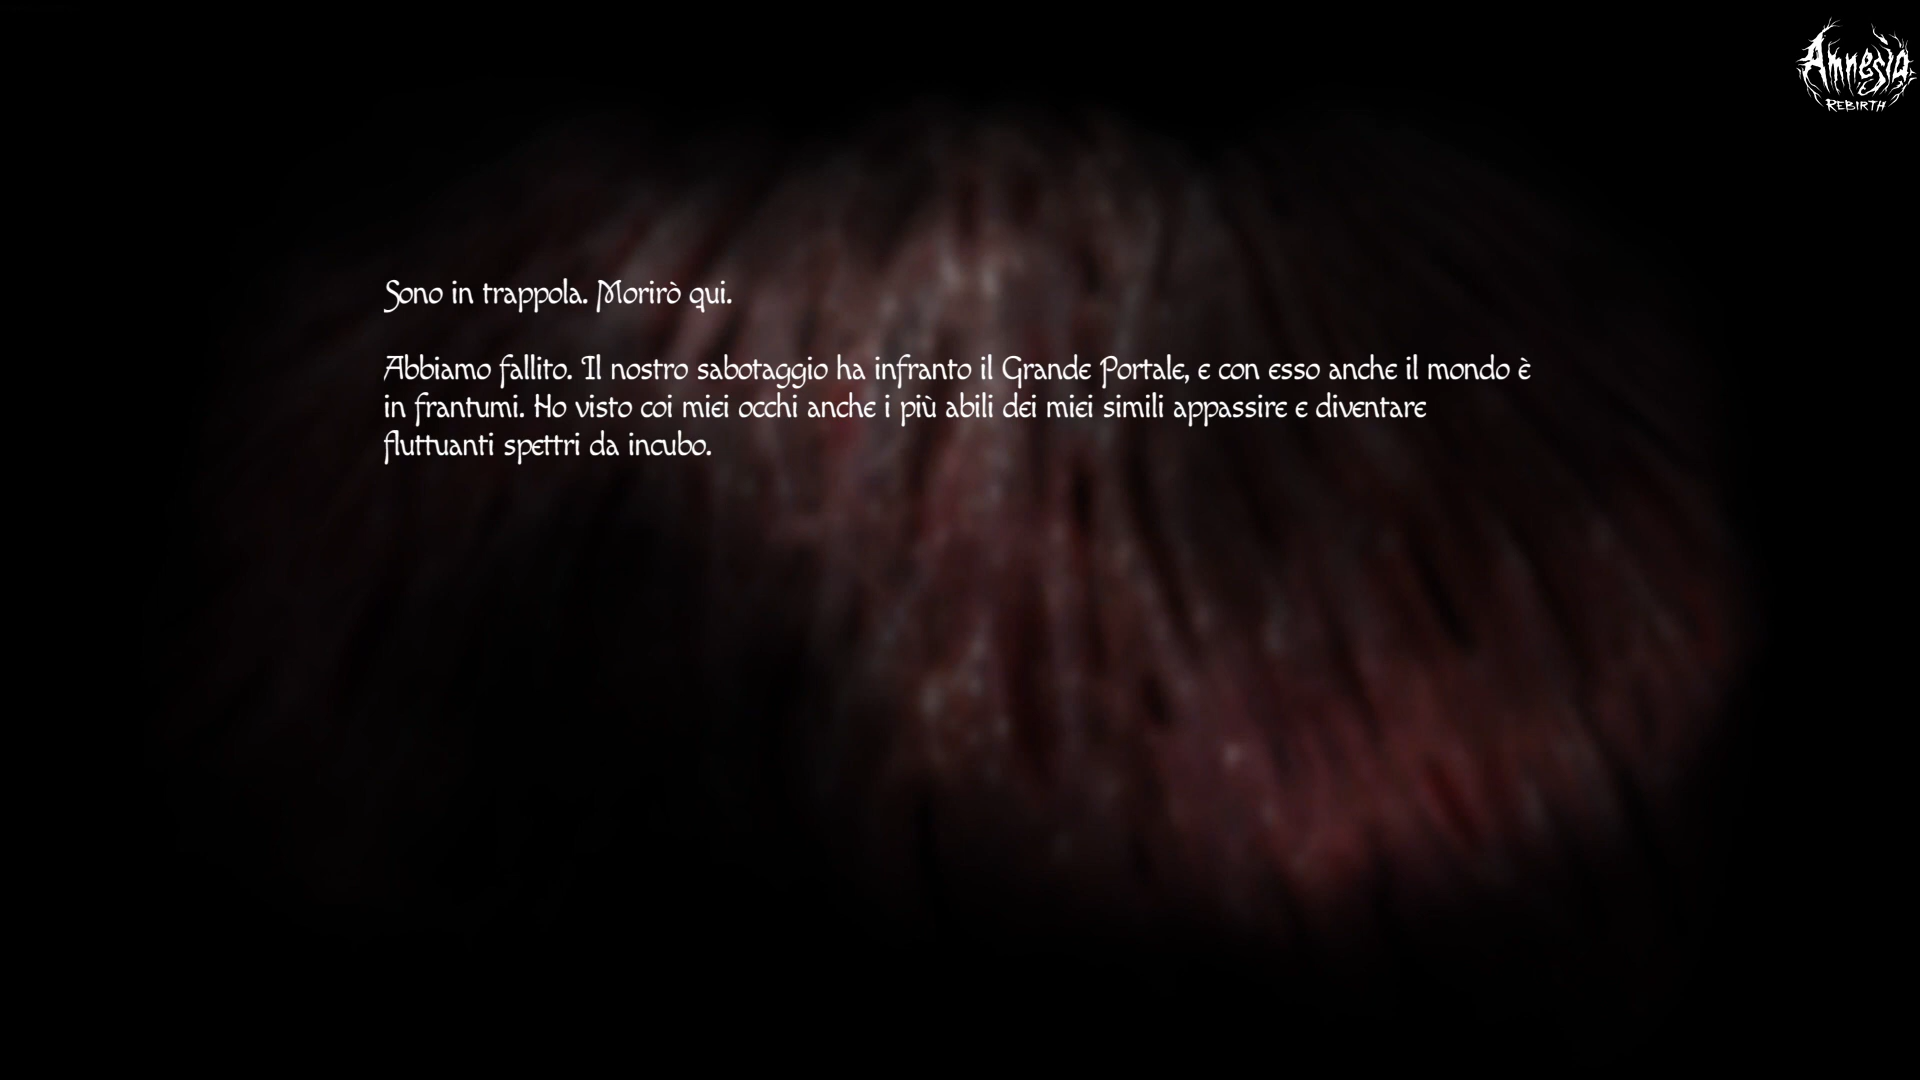 Amnesia
REBIRTH
Sono in trappola. Morirò qui.
Abbiamo fallito. Il nostro sabotaggio ha infranto il Grande Portale, e con esso anche il mondo è
in frantumi. Ho visto coi miei occhi anche i più abili dei miei simili appassire e diventare
fluttuanti spettri da incubo.